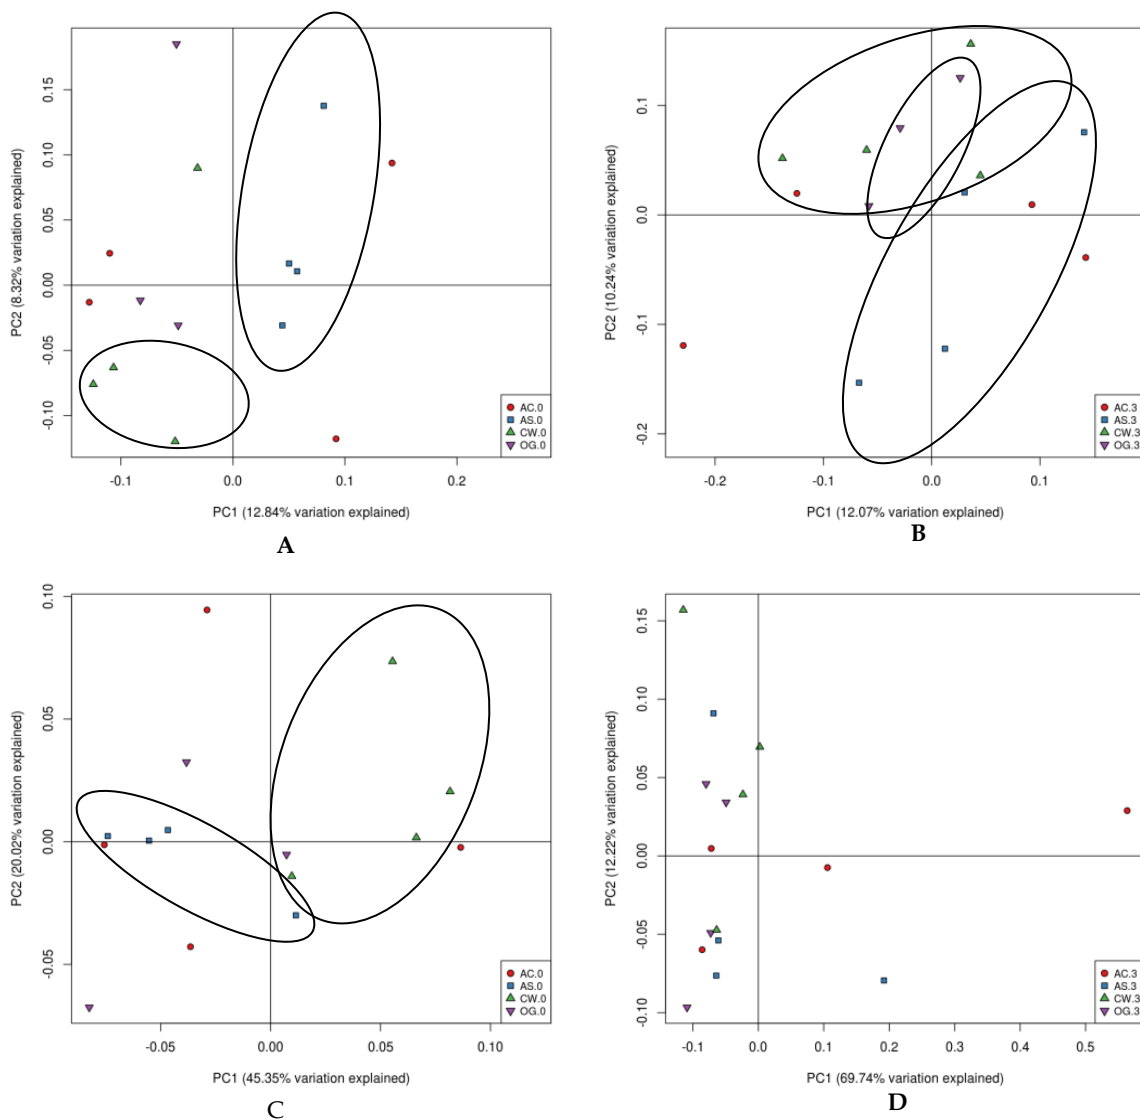 0.15
0.10
0.05
0.00
-0.05
-0.10
PC2 (8.32% variation explained)
-0.1
0.0
0.1
0.2
PC1 (12.84% variation explained)
AC.0
AS.0
CW.0
OG.0
A
0.1
0.0
-0.1
-0.2
PC2 (10.24% variation explained)
-0.2
-0.1
0.0
0.1
PC1 (12.07% variation explained)
AC.3
AS.3
CW.3
OG.3
B
0.10
0.05
0.00
-0.05
PC2 (20.02% variation explained)
-0.05
0.00
0.05
0.10
PC1 (45.35% variation explained)
AC.0
AS.0
CW.0
OG.0
C
0.15
0.10
0.05
0.00
-0.05
-0.10
PC2 (12.22% variation explained)
-0.1
0.0
0.1
0.2
0.3
0.4
0.5
PC1 (69.74% variation explained)
AC.3
AS.3
CW.3
OG.3
D